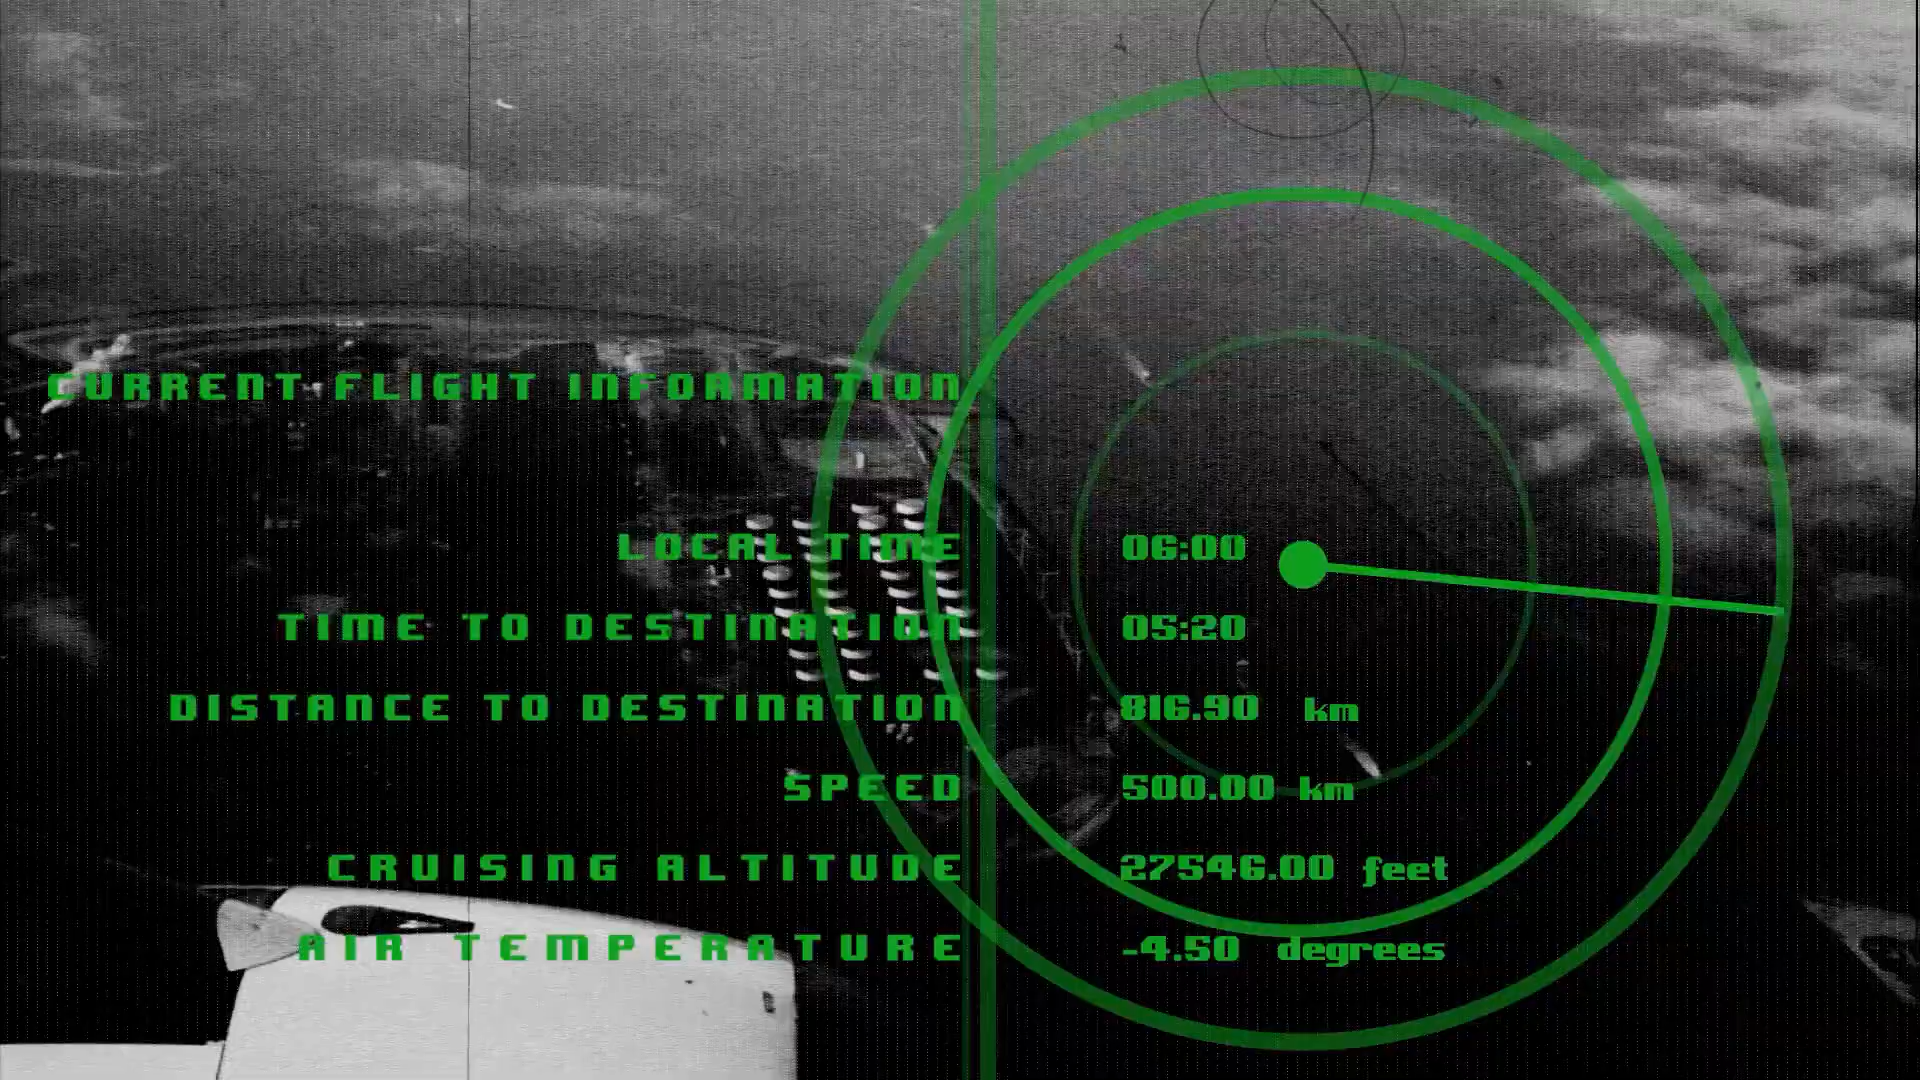 CURRENT FLIGHT INFORMATION
LOCAL TIME 06:00
TIME TO DESTINATION 05:20
DISTANCE TO DESTINATION 816.90 km
SPEED 500.00 km
CRUISING ALTITUDE 27546.00 feet
AIR TEMPERATURE -4.50 degrees